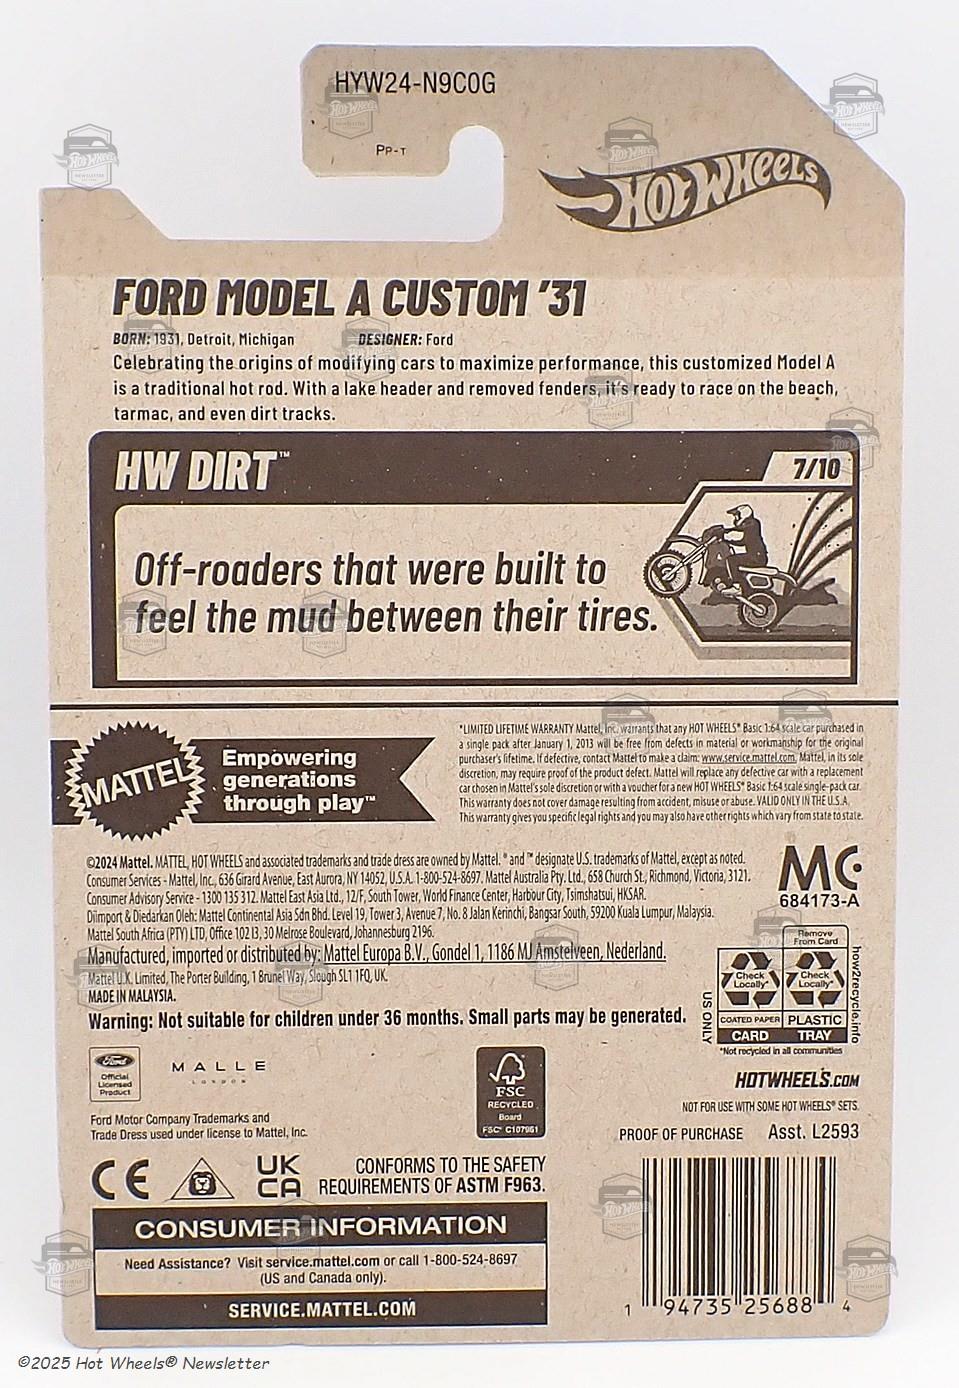 HYW24-N9C0G
PP-T
HOT WHEELS
FORD MODEL A CUSTOM '31
BORN: 1931, Detroit, Michigan DESIGNER: Ford
Celebrating the origins of modifying cars to maximize performance, this customized Model A
is a traditional hot rod. With a lake header and removed fenders, it's ready to race on the beach,
tarmac, and even dirt tracks.
HW DIRT™
7/10
Off-roaders that were built to
feel the mud between their tires.
MATTEL
Empowering
generations
through play™
*LIMITED LIFETIME WARRANTY Mattel, Inc. warrants that any HOT WHEELS® Basic 1:64 scale car purchased in
a single pack after January 1, 2013 will be free from defects in material or workmanship for the original
purchaser's lifetime. If defective, contact Mattel to make a claim: www.service.mattel.com. Mattel, in its sole
discretion, may require proof of the product defect. Mattel will replace any defective car with a replacement
car chosen in Mattel's sole discretion or with a voucher for a new HOT WHEELS® Basic 1:64 scale single-pack car.
This warranty does not cover damage resulting from accident, misuse or abuse. VALID ONLY IN THE U.S.A.
This warranty gives you specific legal rights and you may also have other rights which vary from state to state.
©2024 Mattel. MATTEL, HOT WHEELS and associated trademarks and trade dress are owned by Mattel. ® and ™ designate U.S. trademarks of Mattel, except as noted.
Consumer Services - Mattel, Inc., 636 Girard Avenue, East Aurora, NY 14052, U.S.A. 1-800-524-8697. Mattel Australia Pty. Ltd., 658 Church St., Richmond, Victoria, 3121.
Consumer Advisory Service - 1300 135 312. Mattel East Asia Ltd., 12/F, South Tower, World Finance Center, Harbour City, Tsimshatsui, HKSAR.
Diimport & Diedarkan Oleh: Mattel Continental Asia Sdn Bhd. Level 19, Tower 3, Avenue 7, No. 8 Jalan Kerinchi, Bangsar South, 59200 Kuala Lumpur, Malaysia.
Mattel South Africa (PTY) LTD, Office 102 I3, 30 Melrose Boulevard, Johannesburg 2196.
Manufactured, imported or distributed by: Mattel Europa B.V., Gondel 1, 1186 MJ Amstelveen, Nederland.
Mattel U.K. Limited, The Porter Building, 1 Brunel Way, Slough SL1 1FQ, UK.
MADE IN MALAYSIA.
Warning: Not suitable for children under 36 months. Small parts may be generated.
MC
684173-A
Remove
From Card
Check
Locally*
Check
Locally*
COATED PAPER PLASTIC
CARD TRAY
US ONLY
how2recycle.info
*Not recycled in all communities
HOTWHEELS.COM
NOT FOR USE WITH SOME HOT WHEELS® SETS.
PROOF OF PURCHASE Asst. L2593
Ford
Official
Licensed
Product
MALLE
LONDON
FSC
RECYCLED
Board
FSC® C107961
Ford Motor Company Trademarks and
Trade Dress used under license to Mattel, Inc.
CE
UK
CA
CONFORMS TO THE SAFETY
REQUIREMENTS OF ASTM F963.
CONSUMER INFORMATION
Need Assistance? Visit service.mattel.com or call 1-800-524-8697
(US and Canada only).
SERVICE.MATTEL.COM
1 94735 25688 4
©2025 Hot Wheels® Newsletter